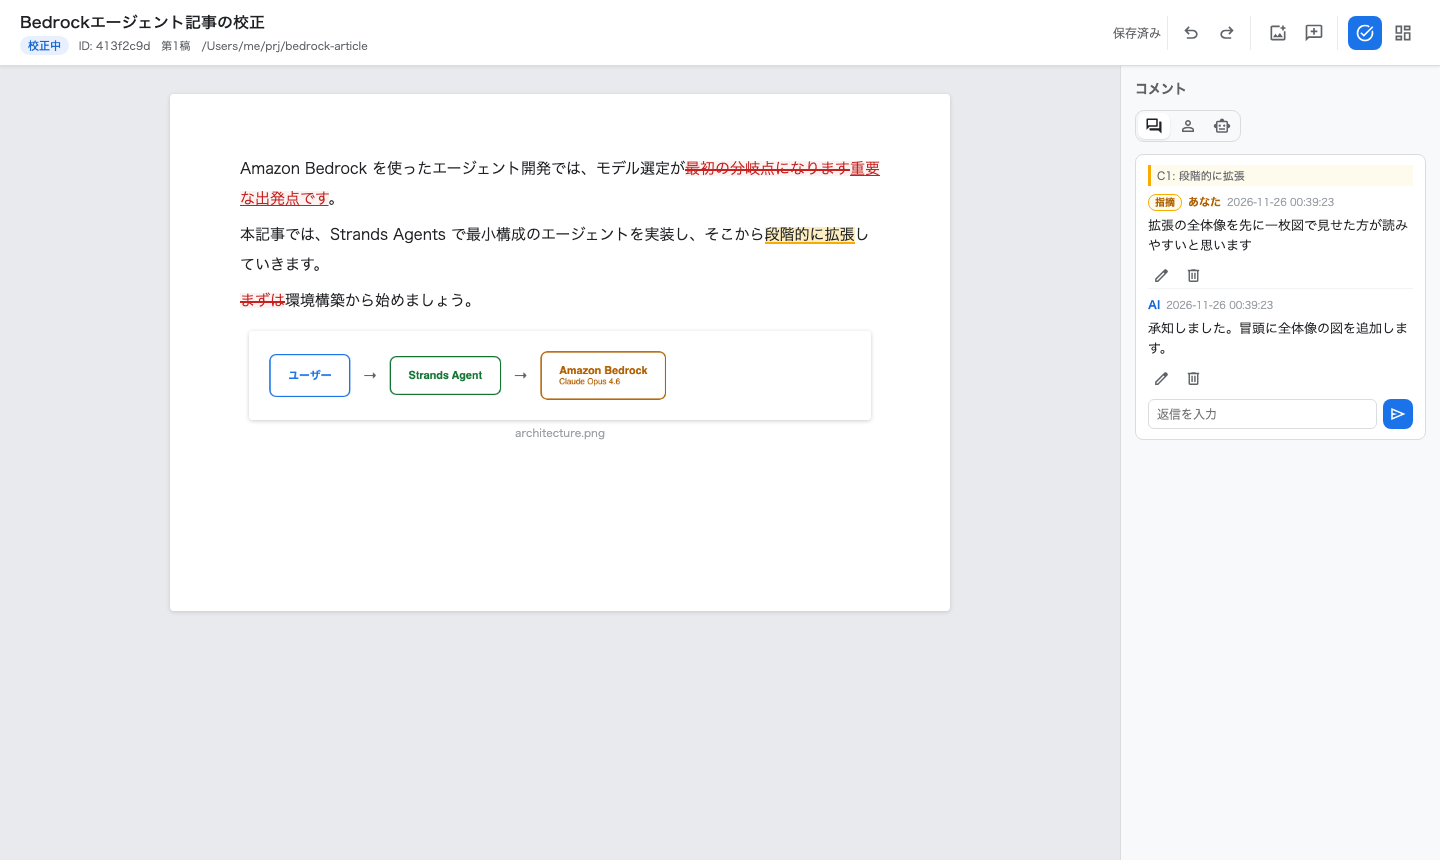 Bedrockエージェント記事の校正
校正中 ID: 413f2c9d 第1稿 /Users/me/prj/bedrock-article
保存済み
Amazon Bedrock を使ったエージェント開発では、モデル選定が最初の分岐点になります重要
な出発点です。
本記事では、Strands Agents で最小構成のエージェントを実装し、そこから段階的に拡張し
ていきます。
まずは環境構築から始めましょう。
ユーザー → Strands Agent → Amazon Bedrock
Claude Opus 4.6
architecture.png
コメント
C1: 段階的に拡張
指摘 あなた 2026-11-26 00:39:23
拡張の全体像を先に一枚図で見せた方が読み
やすいと思います
AI 2026-11-26 00:39:23
承知しました。冒頭に全体像の図を追加しま
す。
返信を入力